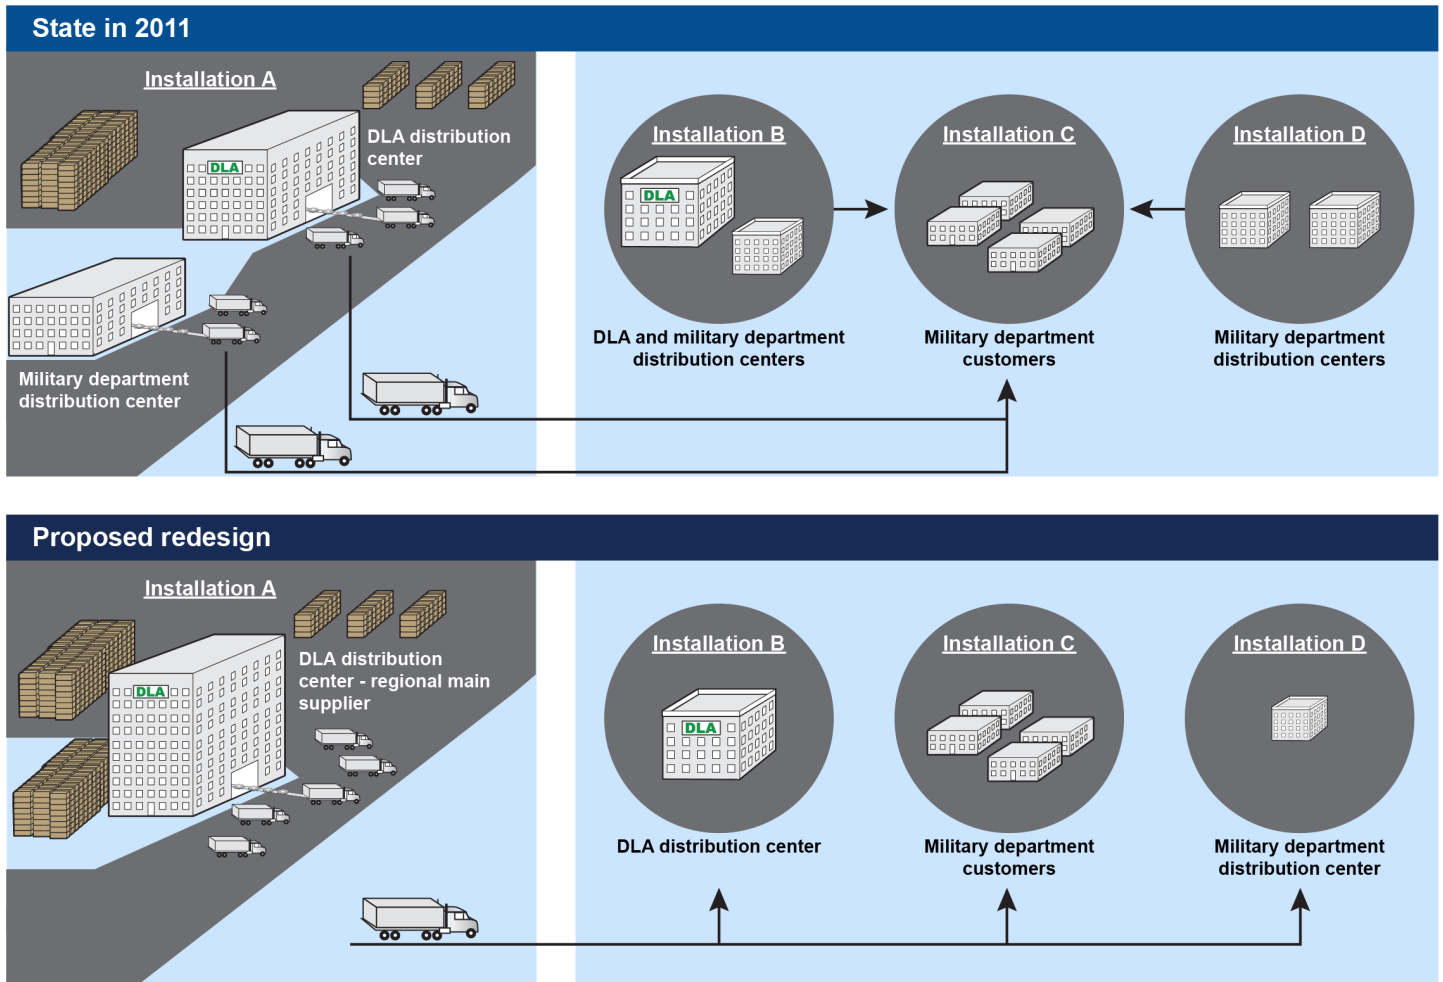 State in 2011
Installation A
DLA distribution
center
DLA
Military department
distribution center
Installation B
DLA
DLA and military department
distribution centers
Installation C
Military department
customers
Installation D
Military department
distribution centers
Proposed redesign
Installation A
DLA distribution
center - regional main
supplier
DLA
Installation B
DLA
DLA distribution center
Installation C
Military department
customers
Installation D
Military department
distribution center